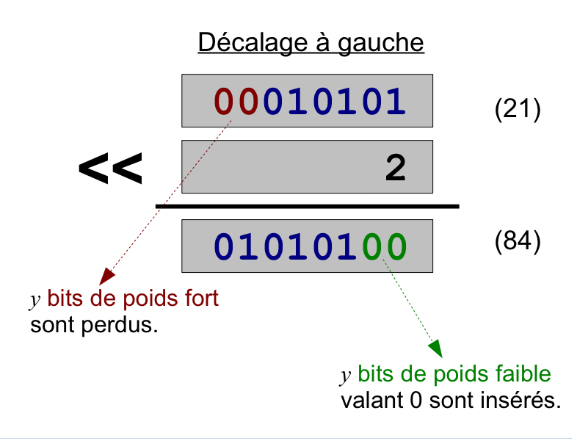 Décalage à gauche
00010101 (21)
<< 2
01010100 (84)
y bits de poids fort
sont perdus.
y bits de poids faible
valant 0 sont insérés.